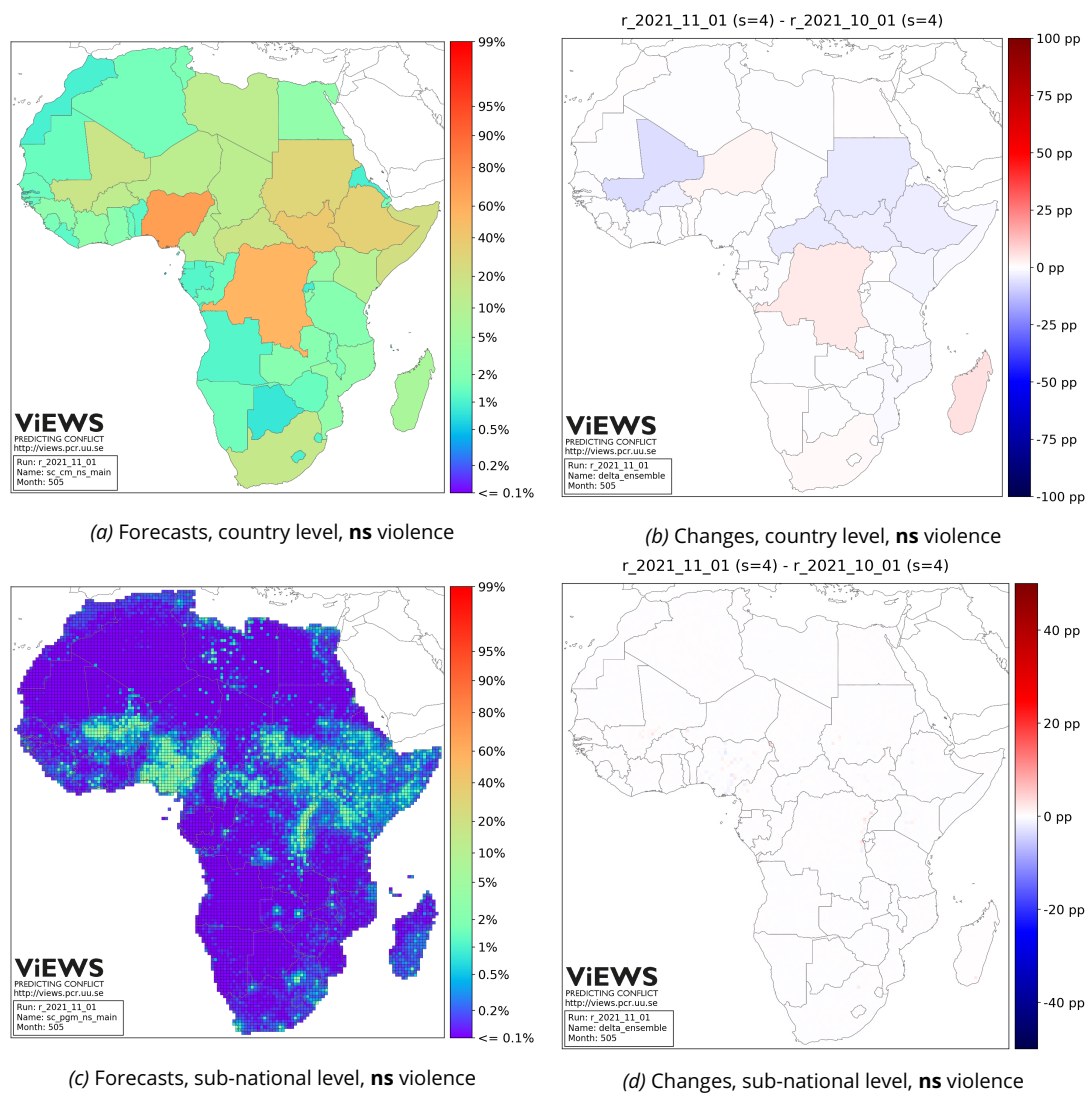 r_2021_11_01 (s=4) - r_2021_10_01 (s=4)
99%
95%
90%
80%
60%
40%
20%
10%
5%
2%
1%
0.5%
0.2%
<= 0.1%
ViEWS
PREDICTING CONFLICT
http://views.pcr.uu.se
Run: r_2021_11_01
Name: sc_cm_ns_main
Month: 505
100 pp
75 pp
50 pp
25 pp
0 pp
-25 pp
-50 pp
-75 pp
-100 pp
ViEWS
PREDICTING CONFLICT
http://views.pcr.uu.se
Run: r_2021_11_01
Name: delta_ensemble
Month: 505
(a) Forecasts, country level, ns violence
(b) Changes, country level, ns violence
r_2021_11_01 (s=4) - r_2021_10_01 (s=4)
99%
95%
90%
80%
60%
40%
20%
10%
5%
2%
1%
0.5%
0.2%
<= 0.1%
ViEWS
PREDICTING CONFLICT
http://views.pcr.uu.se
Run: r_2021_11_01
Name: sc_pgm_ns_main
Month: 505
40 pp
20 pp
0 pp
-20 pp
-40 pp
ViEWS
PREDICTING CONFLICT
http://views.pcr.uu.se
Run: r_2021_11_01
Name: delta_ensemble
Month: 505
(c) Forecasts, sub-national level, ns violence
(d) Changes, sub-national level, ns violence